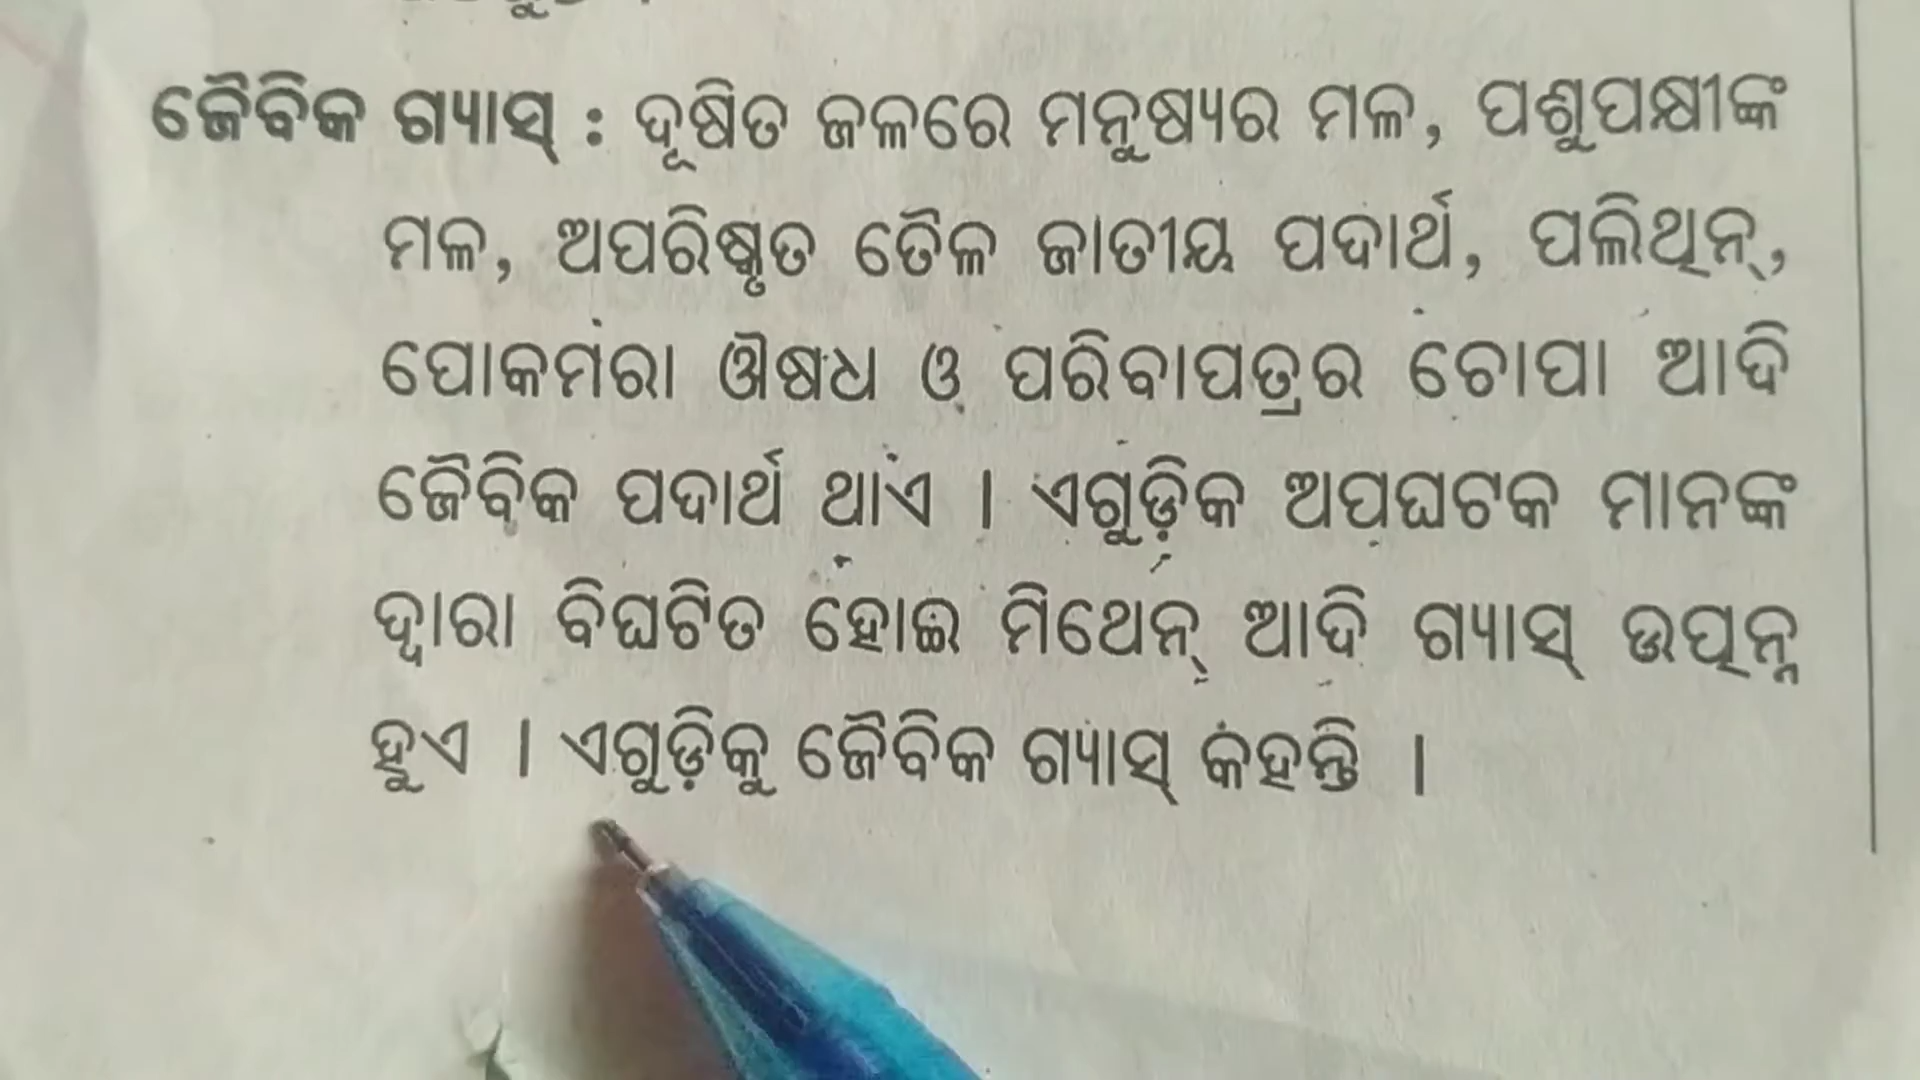 ଜୈବିକ ଗ୍ୟାସ୍ : ଦୂଷିତ ଜଳରେ ମନୁଷ୍ୟର ମଳ, ପଶୁପକ୍ଷୀଙ୍କ
ମଳ, ଅପରିଷ୍କୃତ ତୈଳ ଜାତୀୟ ପଦାର୍ଥ, ପଲିଥିନ୍,
ପୋକମରା ଔଷଧ ଓ ପରିବାପତ୍ରର ଚୋପା ଆଦି
ଜୈବିକ ପଦାର୍ଥ ଥାଏ । ଏଗୁଡ଼ିକ ଅପଘଟକ ମାନଙ୍କ
ଦ୍ୱାରା ବିଘଟିତ ହୋଇ ମିଥେନ୍ ଆଦି ଗ୍ୟାସ୍ ଉତ୍ପନ୍ନ
ହୁଏ । ଏଗୁଡ଼ିକୁ ଜୈବିକ ଗ୍ୟାସ୍ କହନ୍ତି ।